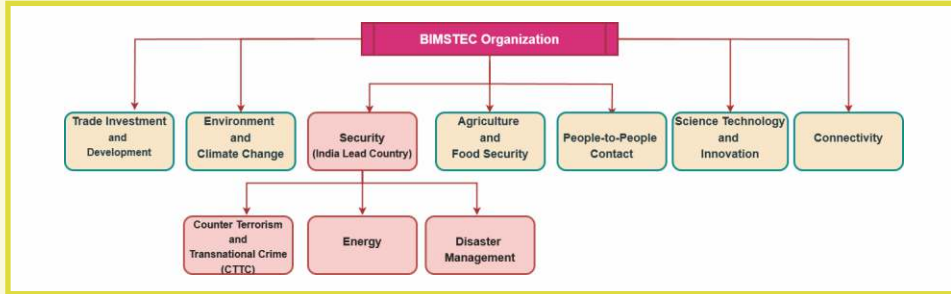 BIMSTEC Organization
Trade Investment
and
Development
Environment
and
Climate Change
Security
(India Lead Country)
Agriculture
and
Food Security
People-to-People
Contact
Science Technology
and
Innovation
Connectivity
Counter Terrorism
and
Transnational Crime
(CTTC)
Energy
Disaster
Management